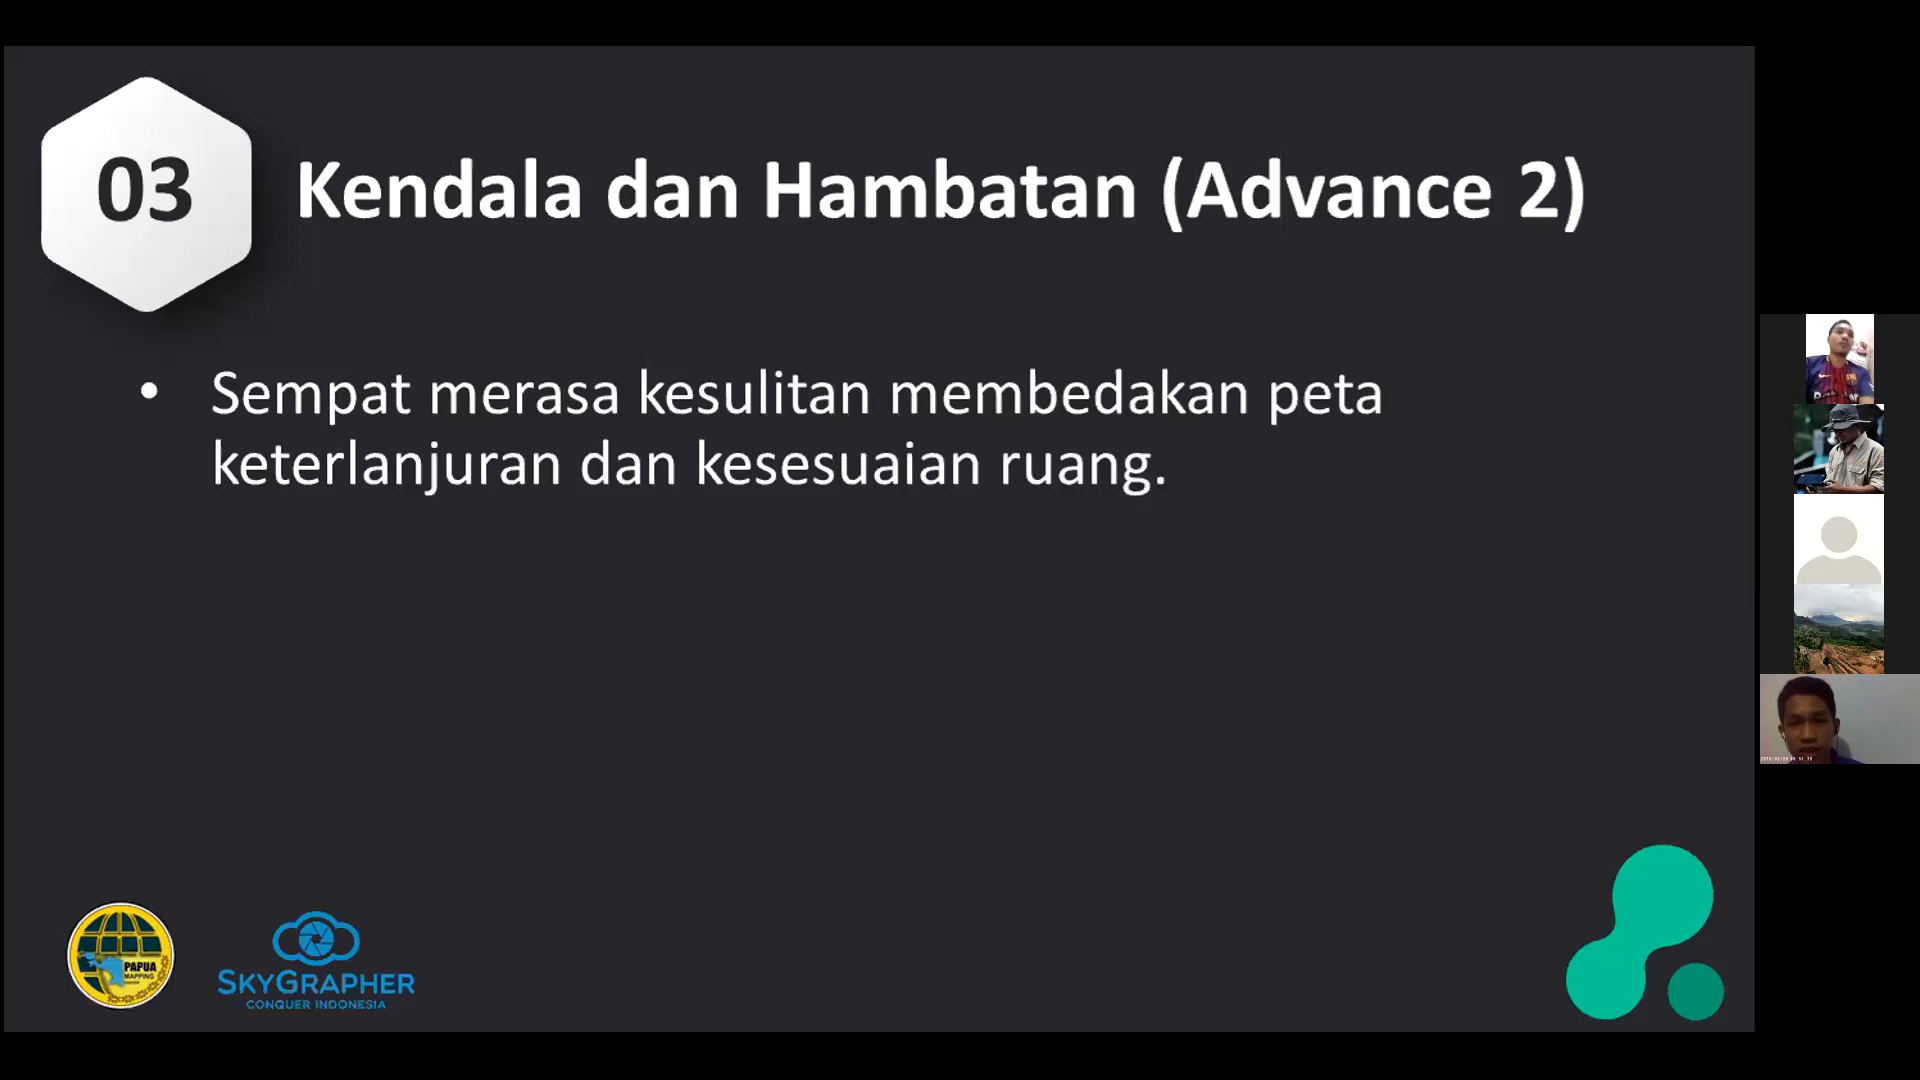 03
Kendala dan Hambatan (Advance 2)
• Sempat merasa kesulitan membedakan peta
keterlanjuran dan kesesuaian ruang.
PAPUA
MAPPING
SKYGRAPHER
CONQUER INDONESIA